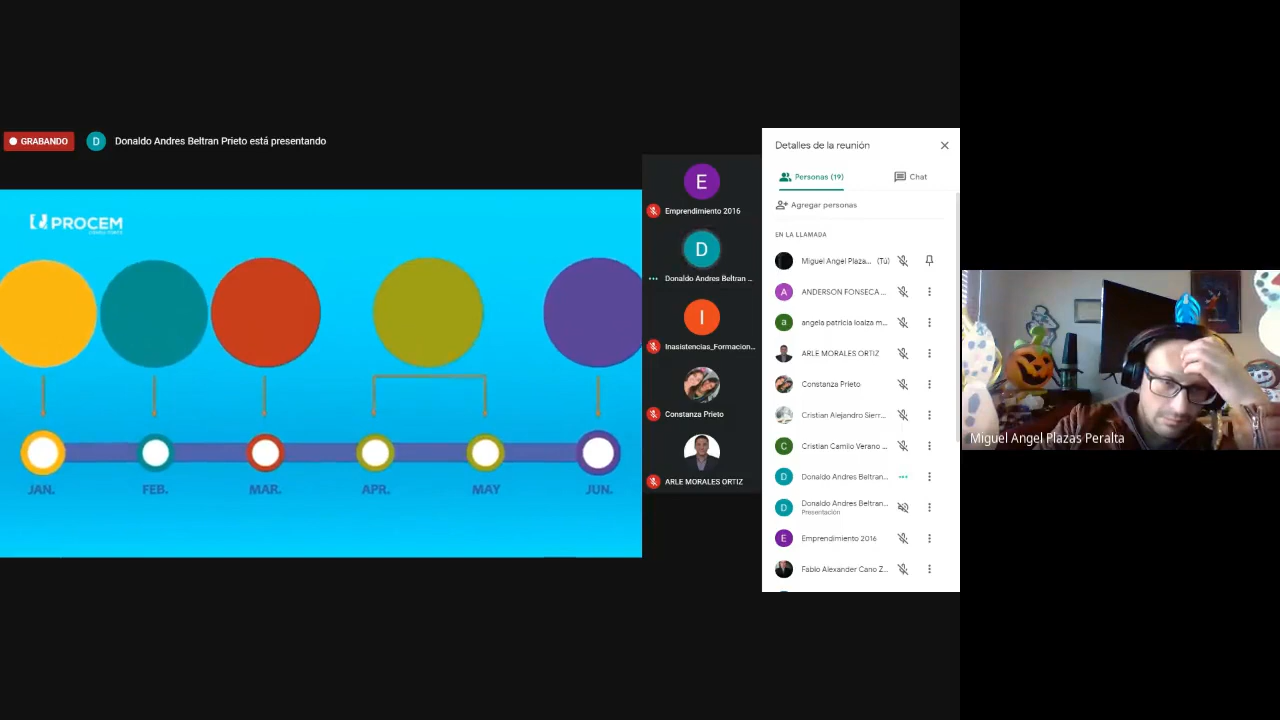 GRABANDO
D
Donaldo Andres Beltran Prieto está presentando
PROCEM
JAN.
FEB.
MAR.
APR.
MAY
JUN.
E
Emprendimiento 2016
D
Donaldo Andres Beltran ...
I
Inasistencias_Formacion...
Constanza Prieto
ARLE MORALES ORTIZ
Detalles de la reunión
Personas (19)
Chat
Agregar personas
EN LA LLAMADA
Miguel Angel Plaza... (Tú)
A
ANDERSON FONSECA ...
a
angela patricia loaiza m...
ARLE MORALES ORTIZ
Constanza Prieto
Cristian Alejandro Sierr...
C
Cristian Camilo Verano ...
D
Donaldo Andres Beltran...
D
Donaldo Andres Beltran...
Presentación
E
Emprendimiento 2016
Fabio Alexander Cano Z...
Miguel Angel Plazas Peralta